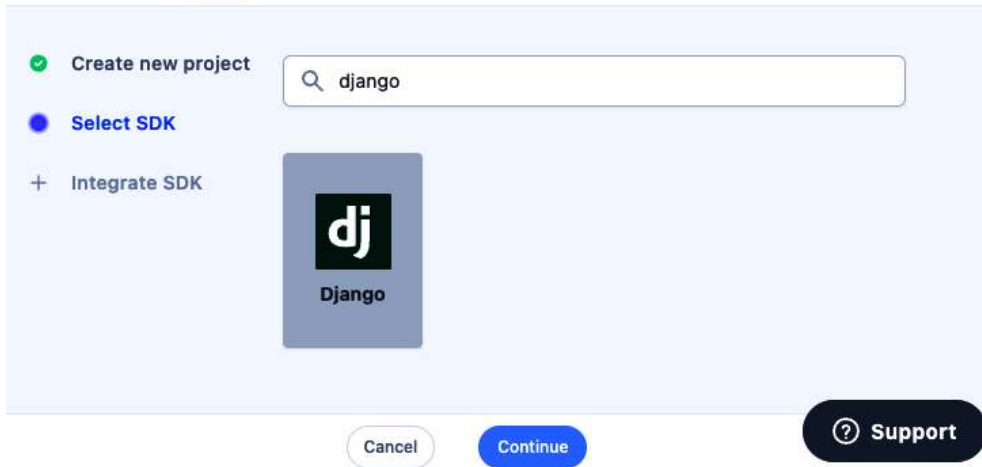 Create new project
django
Select SDK
Integrate SDK
dj
Django
Cancel
Continue
Support